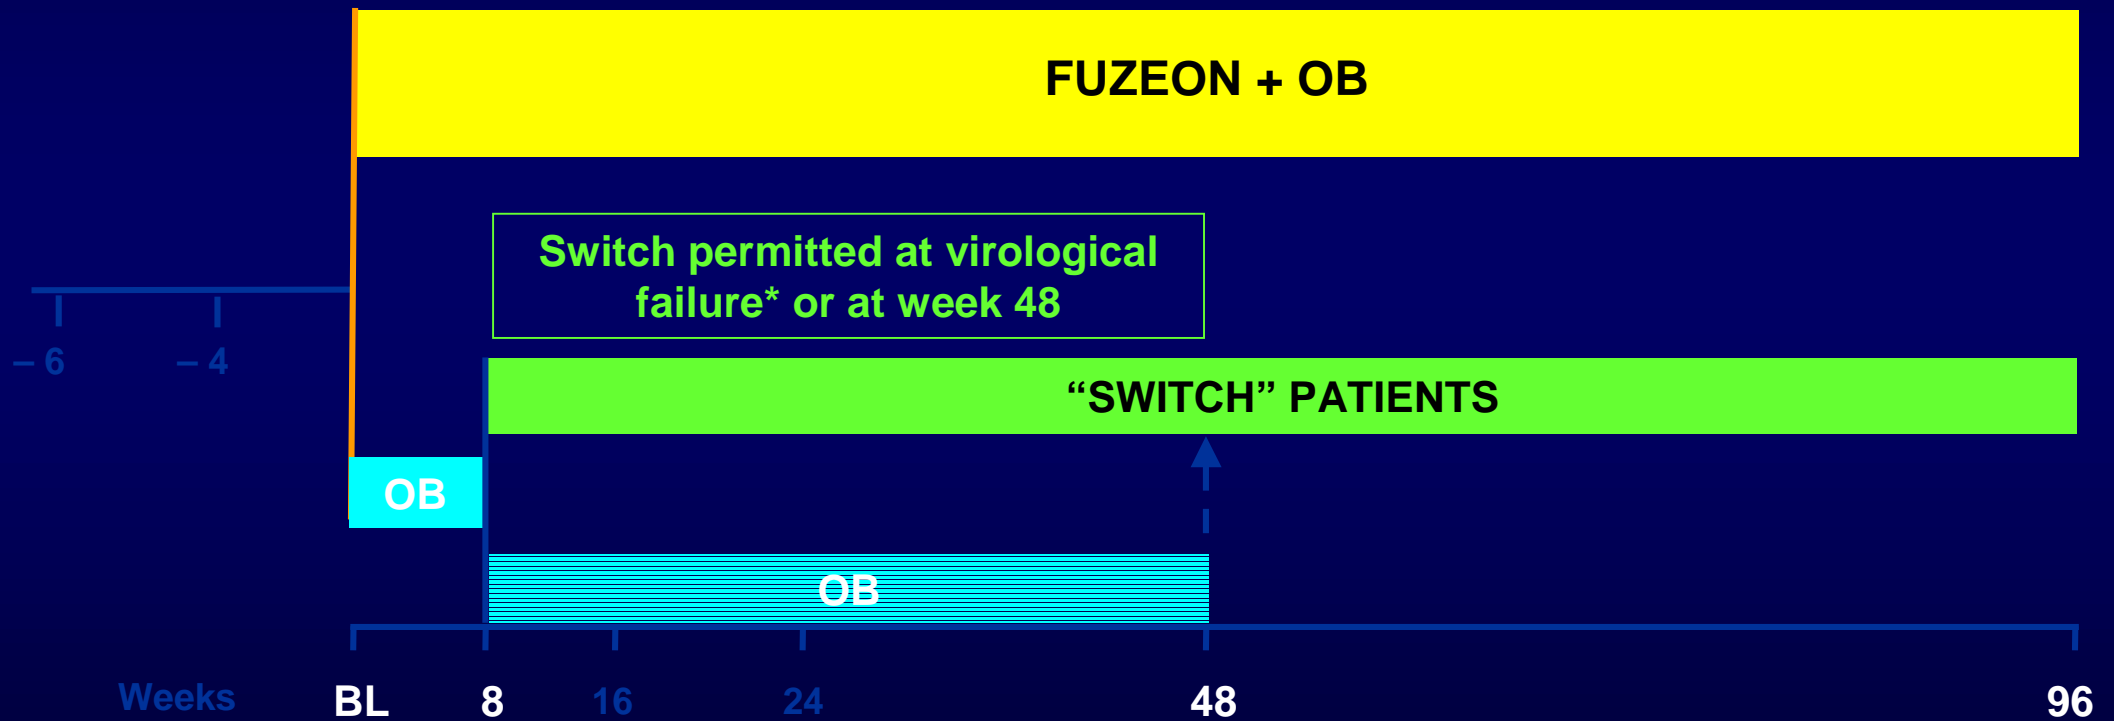 FUZEON + OB
Switch permitted at virological
failure* or at week 48
– 6
– 4
“SWITCH” PATIENTS
OB
OB
Weeks
BL
8
16
24
48
96